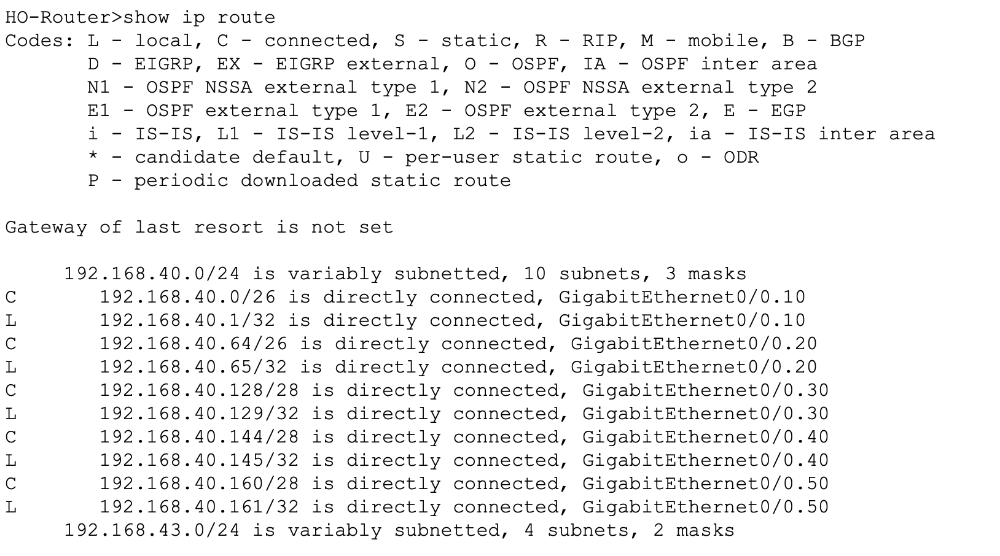 HO-Router>show ip route
Codes: L - local, C - connected, S - static, R - RIP, M - mobile, B - BGP
       D - EIGRP, EX - EIGRP external, O - OSPF, IA - OSPF inter area
       N1 - OSPF NSSA external type 1, N2 - OSPF NSSA external type 2
       E1 - OSPF external type 1, E2 - OSPF external type 2, E - EGP
       i - IS-IS, L1 - IS-IS level-1, L2 - IS-IS level-2, ia - IS-IS inter area
       * - candidate default, U - per-user static route, o - ODR
       P - periodic downloaded static route

Gateway of last resort is not set

     192.168.40.0/24 is variably subnetted, 10 subnets, 3 masks
C       192.168.40.0/26 is directly connected, GigabitEthernet0/0.10
L       192.168.40.1/32 is directly connected, GigabitEthernet0/0.10
C       192.168.40.64/26 is directly connected, GigabitEthernet0/0.20
L       192.168.40.65/32 is directly connected, GigabitEthernet0/0.20
C       192.168.40.128/28 is directly connected, GigabitEthernet0/0.30
L       192.168.40.129/32 is directly connected, GigabitEthernet0/0.30
C       192.168.40.144/28 is directly connected, GigabitEthernet0/0.40
L       192.168.40.145/32 is directly connected, GigabitEthernet0/0.40
C       192.168.40.160/28 is directly connected, GigabitEthernet0/0.50
L       192.168.40.161/32 is directly connected, GigabitEthernet0/0.50
     192.168.43.0/24 is variably subnetted, 4 subnets, 2 masks